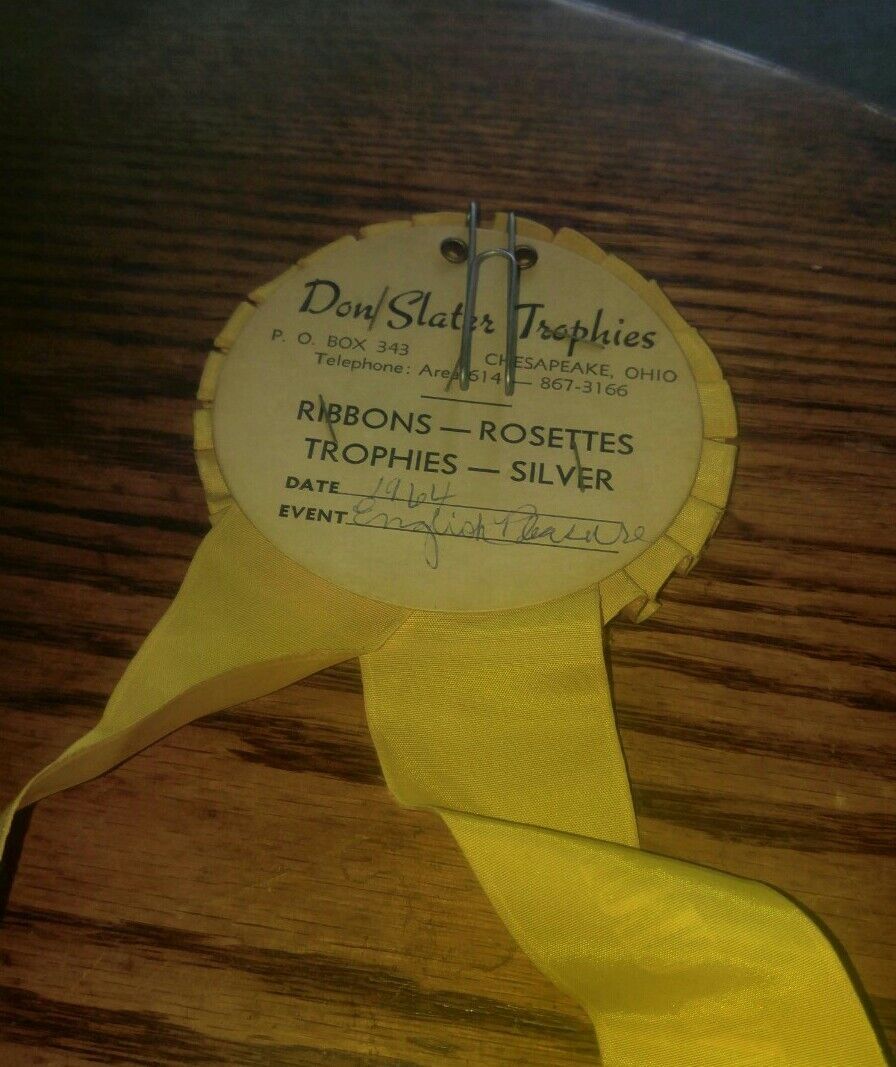 Don Slater Trophies
P. O. BOX 343 CHESAPEAKE, OHIO
Telephone: Area 614 — 867-3166
RIBBONS — ROSETTES
TROPHIES — SILVER
DATE 1964
EVENT English Pleasure